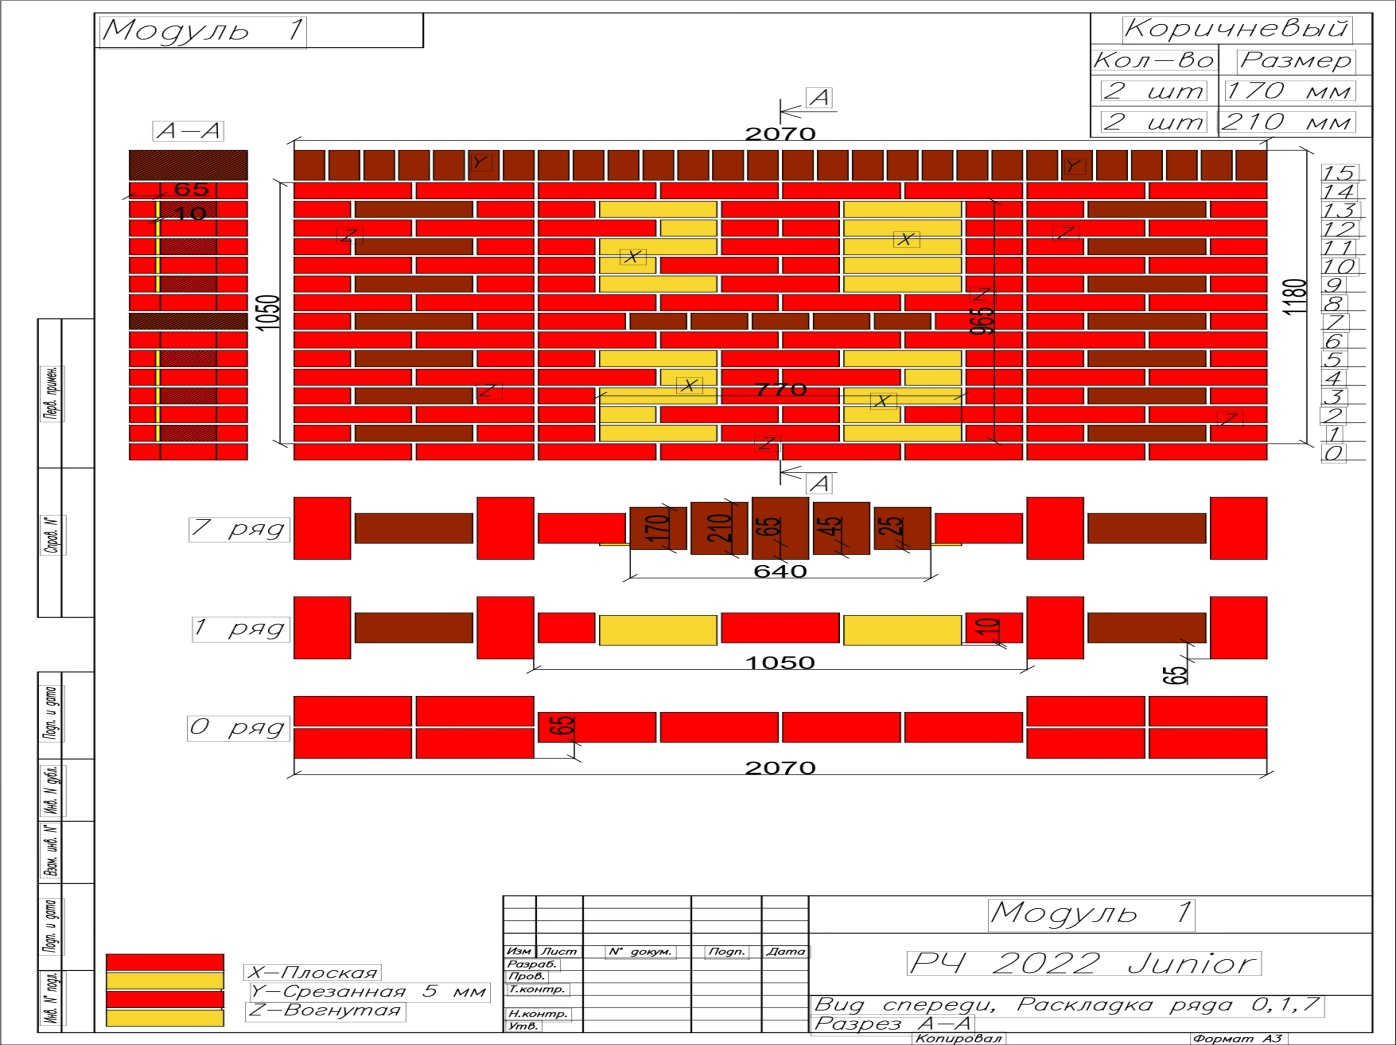 Модуль 1
Коричневый
Кол-во Размер
2 шт 170 мм
2 шт 210 мм
А
А-А
2070
Y Y
15
14
13
12
11
10
9
8
7
6
5
4
3
2
1
0
65
10
Z Z
X X
Z
1050
965
1180
X X
770
Z Z
Z
А
7 ряд
170 210 65 45 25
640
1 ряд
10
1050
65
0 ряд
65
2070
Перв. примен.
Справ. N°
Подп. и дата
Инв. N дубл.
Взам. инв. N°
Подп. и дата
Инв. N° подл.
X-Плоская
Y-Срезанная 5 мм
Z-Вогнутая
Изм Лист N° докум. Подп. Дата
Разраб.
Пров.
Т.контр.
Н.контр.
Утв.
Модуль 1
РЧ 2022 Junior
Вид спереди, Раскладка ряда 0,1,7
Разрез А-А
Копировал Формат А3